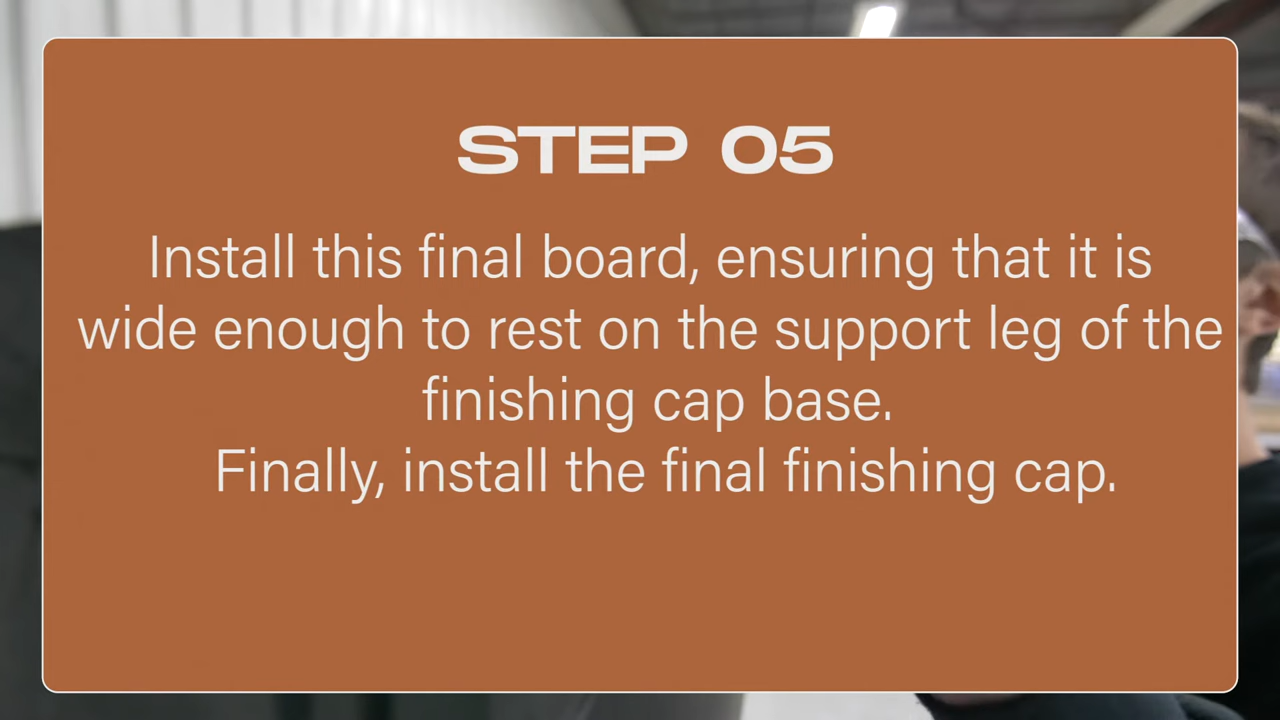 STEP 05
Install this final board, ensuring that it is
wide enough to rest on the support leg of the
finishing cap base.
Finally, install the final finishing cap.